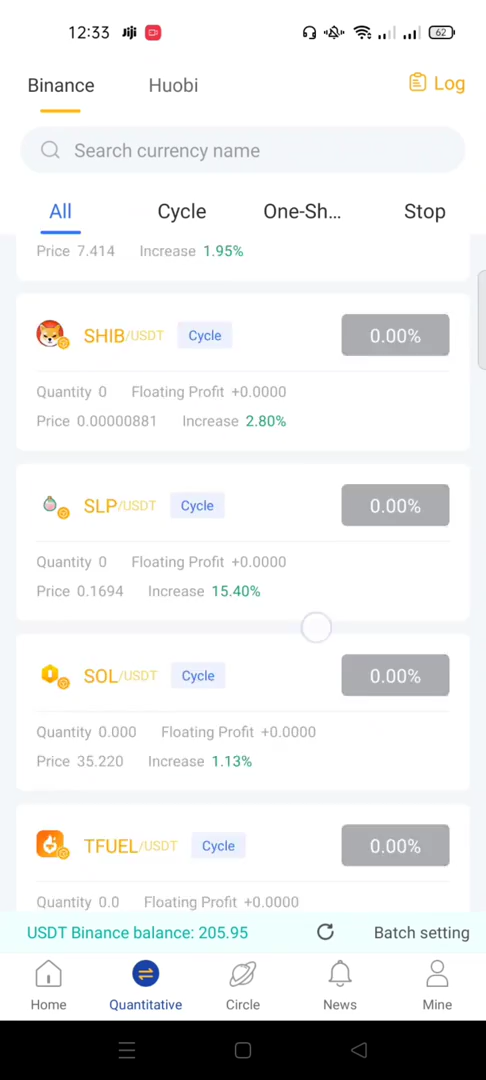 12:33 Jiji 62
Binance Huobi Log
Search currency name
All Cycle One-Sh... Stop
Price 7.414 Increase 1.95%
SHIB/USDT Cycle 0.00%
Quantity 0 Floating Profit +0.0000
Price 0.00000881 Increase 2.80%
SLP/USDT Cycle 0.00%
Quantity 0 Floating Profit +0.0000
Price 0.1694 Increase 15.40%
SOL/USDT Cycle 0.00%
Quantity 0.000 Floating Profit +0.0000
Price 35.220 Increase 1.13%
TFUEL/USDT Cycle 0.00%
Quantity 0.0 Floating Profit +0.0000
USDT Binance balance: 205.95 Batch setting
Home Quantitative Circle News Mine